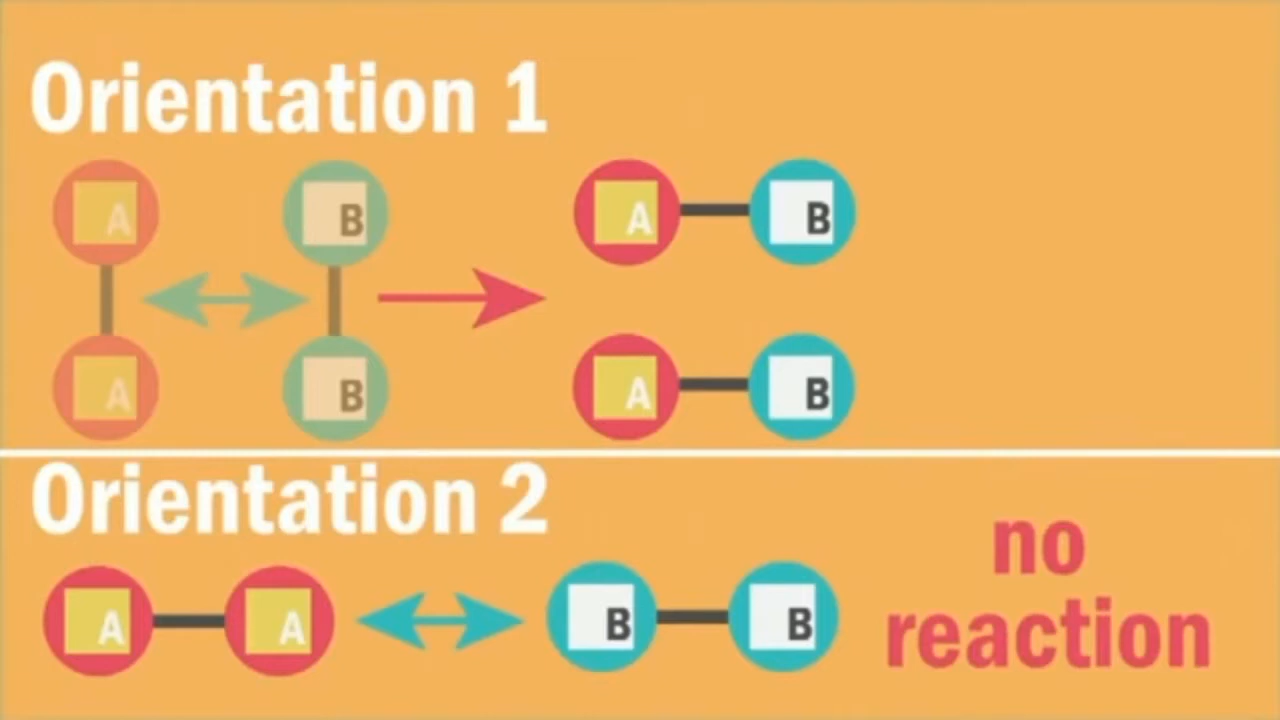 Orientation 1
A B A B
A B A B
Orientation 2
no
A A B B
reaction